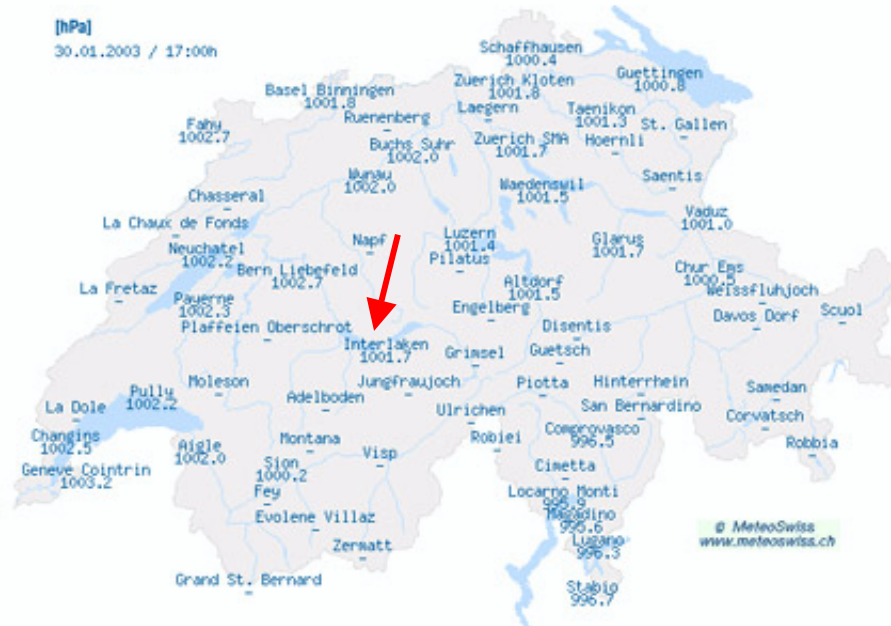 [hPa]
30.01.2003 / 17:00h
Schaffhausen
1000.4
Zuerich Kloten
1001.8
Guettingen
1000.8
Basel Binningen
1001.8
Laegern
-
Taenikon
1001.3
Ruenenberg
-
Fahy
1002.7
St. Gallen
-
Buchs Suhr
1002.0
Zuerich SMA
1001.7
Hoernli
-
Wynau
1002.0
Saentis
-
Waedenswil
1001.5
Chasseral
-
Vaduz
1001.0
La Chaux de Fonds
-
Luzern
1001.4
Napf
-
Glarus
1001.7
Neuchatel
1002.2
Pilatus
-
Bern Liebefeld
1002.7
Chur Ems
1000.5
Altdorf
1001.5
La Fretaz
-
Weissfluhjoch
-
Payerne
1002.3
Engelberg
-
Davos Dorf
-
Scuol
-
Plaffeien Oberschrot
-
Disentis
-
Interlaken
1001.7
Grimsel
-
Guetsch
-
Moleson
-
Jungfraujoch
-
Piotta
-
Hinterrhein
-
Pully
1002.2
Samedan
-
Adelboden
-
La Dole
-
Ulrichen
-
San Bernardino
-
Corvatsch
-
Changins
1002.5
Aigle
1002.0
Montana
-
Robiei
-
Comprovasco
996.5
Robbia
-
Visp
-
Geneve Cointrin
1003.2
Sion
1000.2
Cimetta
-
Fey
-
Locarno Monti
995.9
Evolene Villaz
-
Magadino
995.6
© MeteoSwiss
www.meteoswiss.ch
Zermatt
-
Lugano
996.3
Grand St. Bernard
-
Stabio
996.7